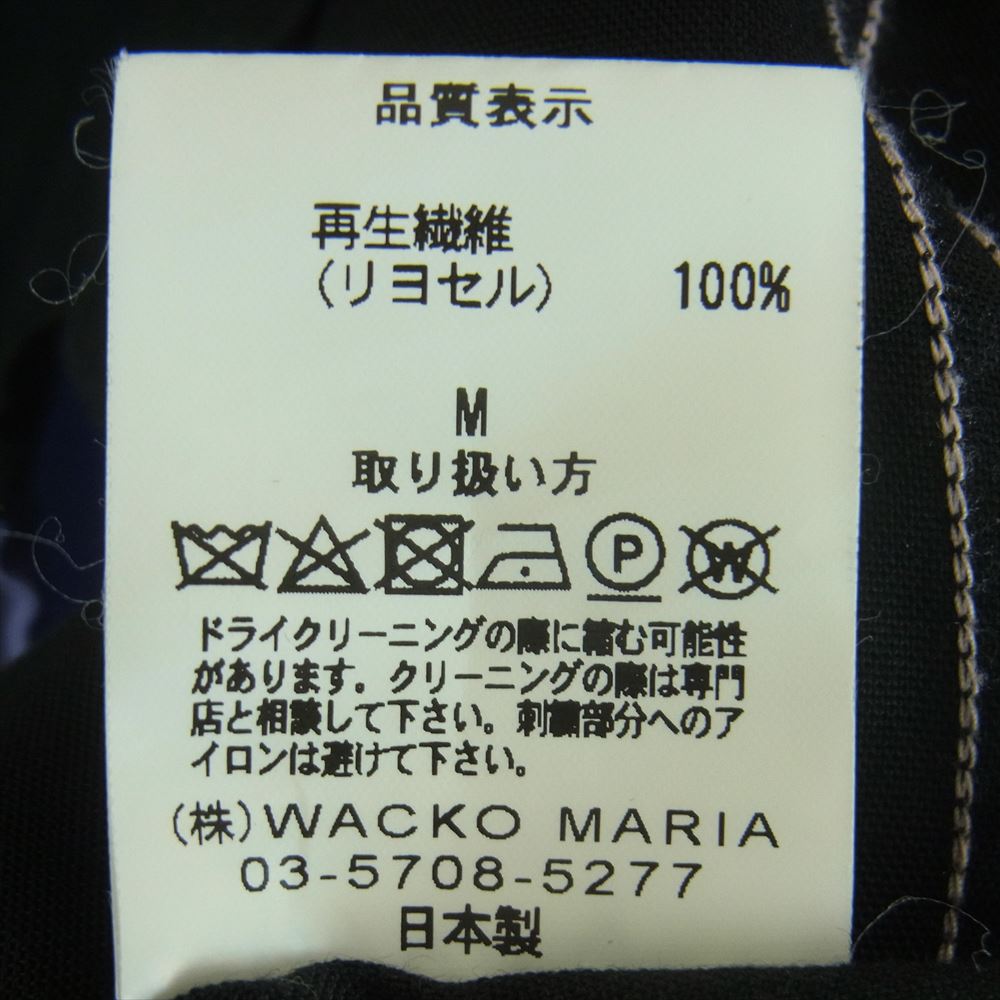 品質表示
再生繊維
(リヨセル) 100%
M
取り扱い方
P W
ドライクリーニングの際に縮む可能性
があります。クリーニングの際は専門
店と相談して下さい。刺繍部分へのア
イロンは避けて下さい。
(株)WACKO MARIA
03-5708-5277
日本製